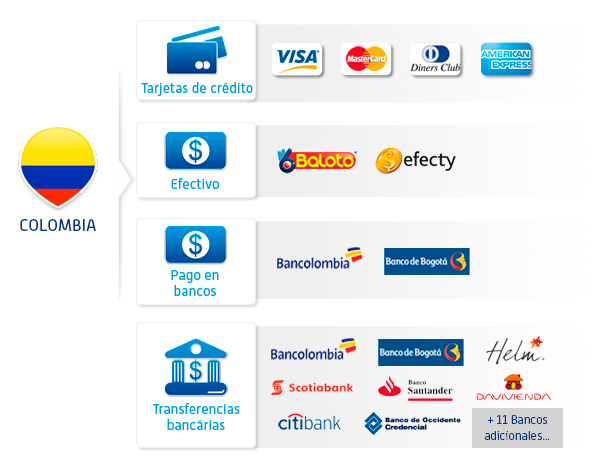 VISA
MasterCard
Diners Club
AMERICAN
EXPRESS
Tarjetas de crédito
$
Baloto
$efecty
Efectivo
COLOMBIA
$
Bancolombia
Banco de Bogotá
Pago en
bancos
Bancolombia
Banco de Bogotá
Helm.
$ $
Scotiabank
Banco
Santander
DAVIVIENDA
Transferencias
bancárias
citibank
Banco de Occidente
Credencial
+ 11 Bancos
adicionales...